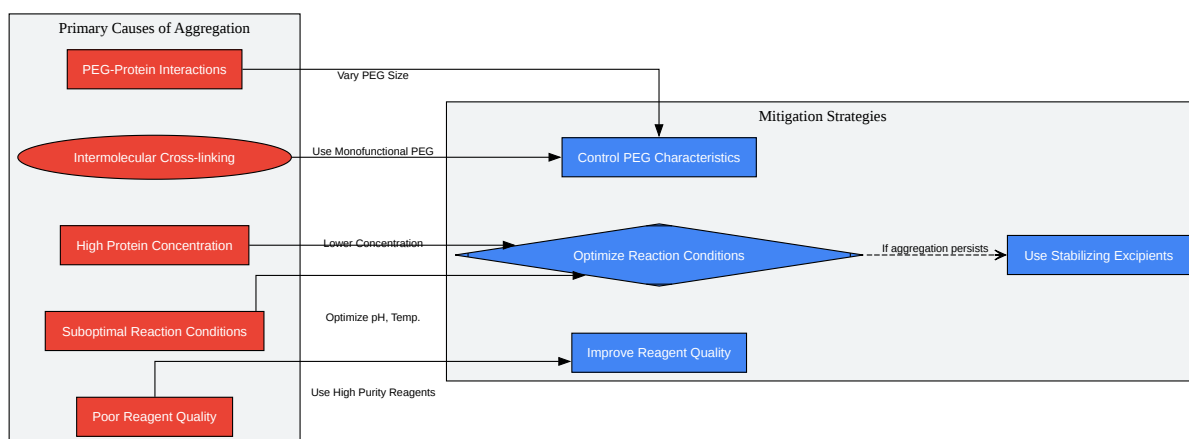 Primary Causes of Aggregation
PEG-Protein Interactions
Vary PEG Size
Mitigation Strategies
Intermolecular Cross-linking
Use Monofunctional PEG
Control PEG Characteristics
High Protein Concentration
Lower Concentration
Optimize Reaction Conditions
If aggregation persists
Use Stabilizing Excipients
Suboptimal Reaction Conditions
Optimize pH, Temp.
Improve Reagent Quality
Use High Purity Reagents
Poor Reagent Quality